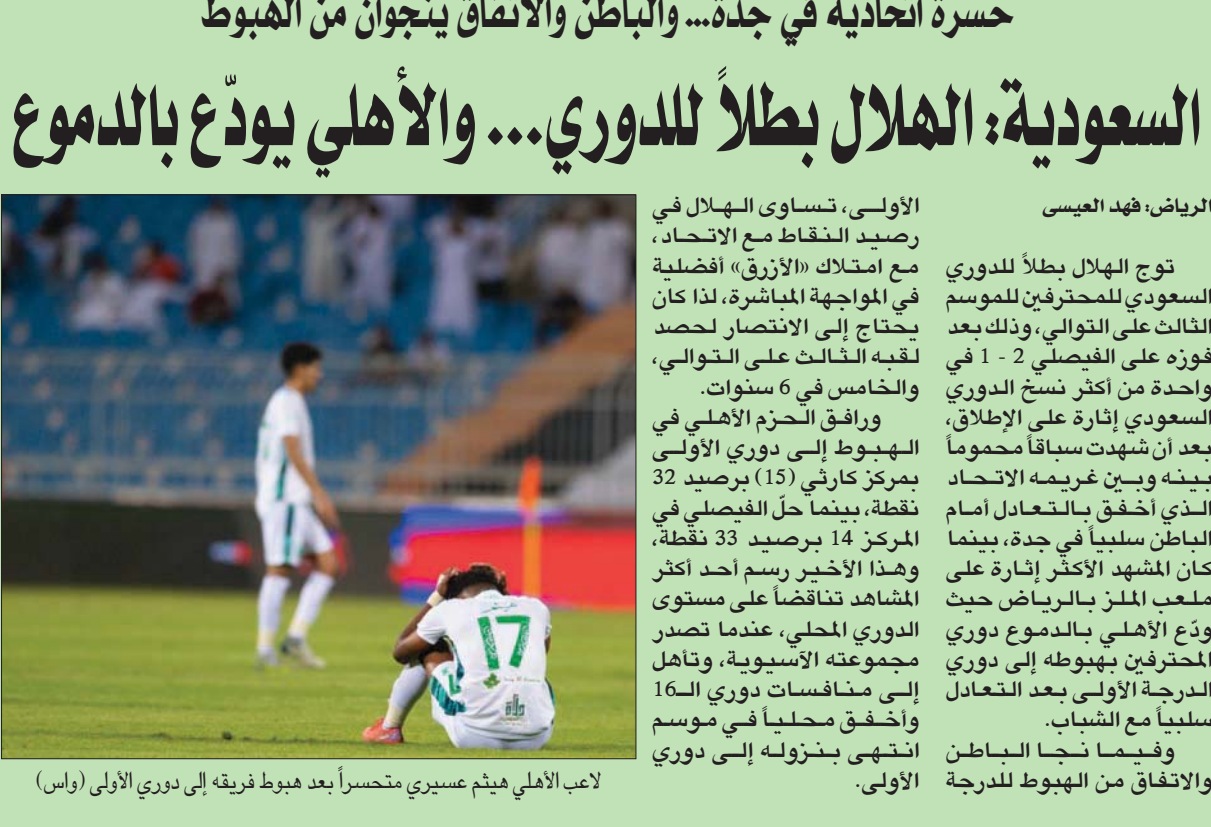 حسرة اتحادية في جدة... والباطن والاتفاق ينجوان من الهبوط
السعودية: الهلال بطلاً للدوري... والأهلي يودّع بالدموع
الرياض: فهد العيسى
توج الهلال بطلاً للدوري
السعودي للمحترفين للموسم
الثالث على التوالي، وذلك بعد
فوزه على الفيصلي 2 - 1 في
واحدة من أكثر نسخ الدوري
السعودي إثارة على الإطلاق،
بعد أن شهدت سباقاً محموماً
بينه وبين غريمه الاتحاد
الذي أخفق بالتعادل أمام
الباطن سلبياً في جدة، بينما
كان المشهد الأكثر إثارة على
ملعب الملز بالرياض حيث
ودّع الأهلي بالدموع دوري
المحترفين بهبوطه إلى دوري
الدرجة الأولى بعد التعادل
سلبياً مع الشباب.
وفيما نجا الباطن
والاتفاق من الهبوط للدرجة
الأولى، تساوى الهلال في
رصيد النقاط مع الاتحاد،
مع امتلاك «الأزرق» أفضلية
في المواجهة المباشرة، لذا كان
يحتاج إلى الانتصار لحصد
لقبه الثالث على التوالي،
والخامس في 6 سنوات.
ورافق الحزم الأهلي في
الهبوط إلى دوري الأولى
بمركز كارثي (15) برصيد 32
نقطة، بينما حلّ الفيصلي في
المركز 14 برصيد 33 نقطة،
وهذا الأخير رسم أحد أكثر
المشاهد تناقضاً على مستوى
الدوري المحلي، عندما تصدر
مجموعته الآسيوية، وتأهل
إلى منافسات دوري الـ16
وأخفق محلياً في موسم
انتهى بنزوله إلى دوري
الأولى.
17
لاعب الأهلي هيثم عسيري متحسراً بعد هبوط فريقه إلى دوري الأولى (واس)